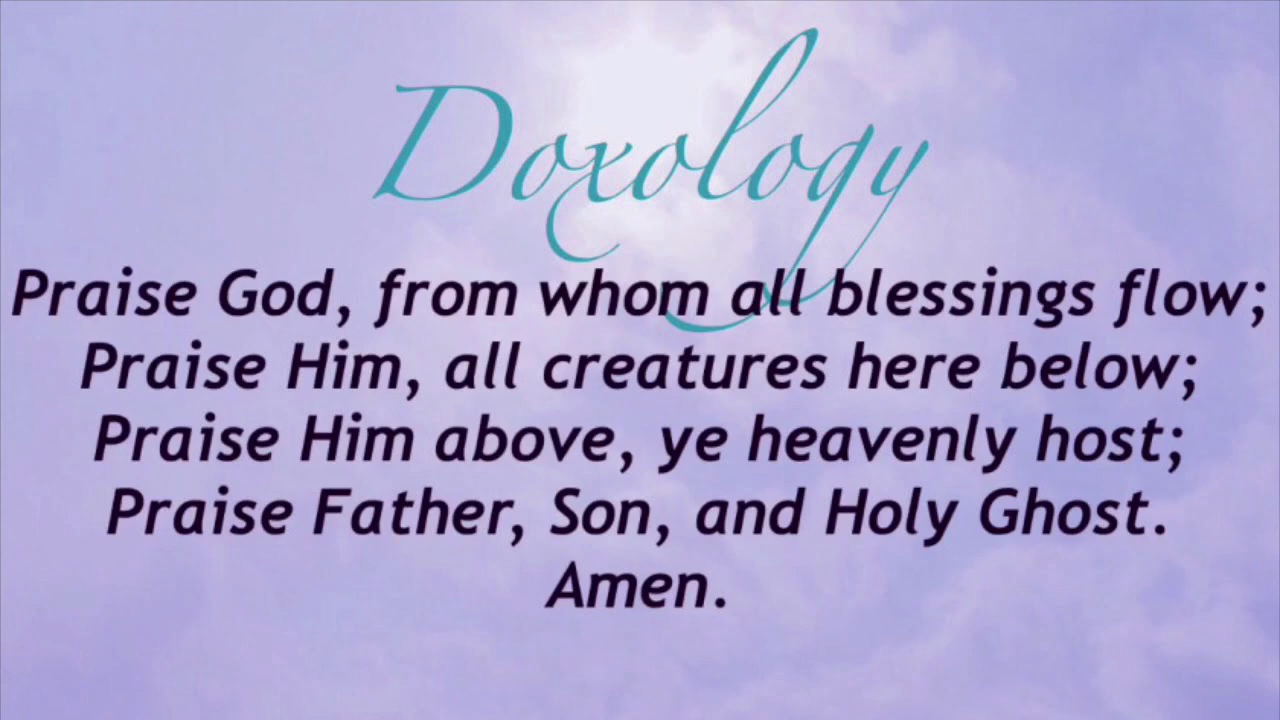 Doxology
Praise God, from whom all blessings flow;
Praise Him, all creatures here below;
Praise Him above, ye heavenly host;
Praise Father, Son, and Holy Ghost.
Amen.